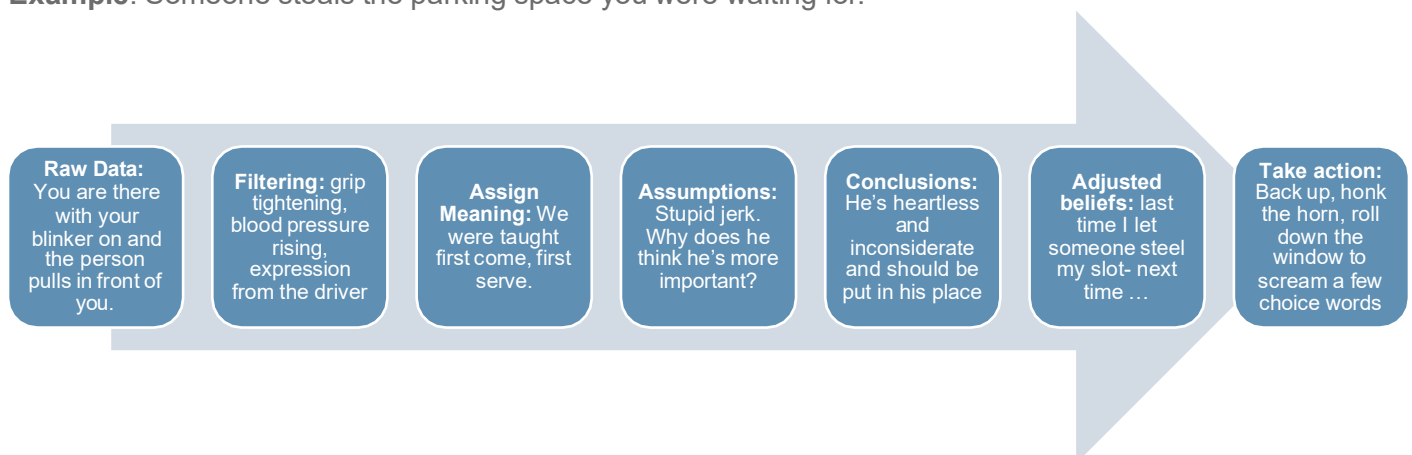 Example: Someone steals the parking space you were waiting for.
Raw Data:
You are there
with your
blinker on and
the person
pulls in front of
you.
Filtering: grip
tightening,
blood pressure
rising,
expression
from the driver
Assign
Meaning: We
were taught
first come, first
serve.
Assumptions:
Stupid jerk.
Why does he
think he's more
important?
Conclusions:
He's heartless
and
inconsiderate
and should be
put in his place
Adjusted
beliefs: last
time I let
someone steel
my slot- next
time …
Take action:
Back up, honk
the horn, roll
down the
window to
scream a few
choice words